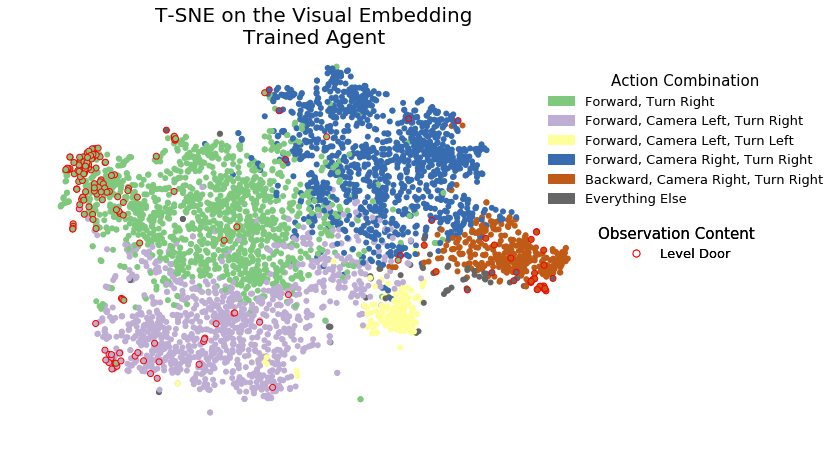 T-SNE on the Visual Embedding
Trained Agent
Action Combination
Forward, Turn Right
Forward, Camera Left, Turn Right
Forward, Camera Left, Turn Left
Forward, Camera Right, Turn Right
Backward, Camera Right, Turn Right
Everything Else
Observation Content
Level Door